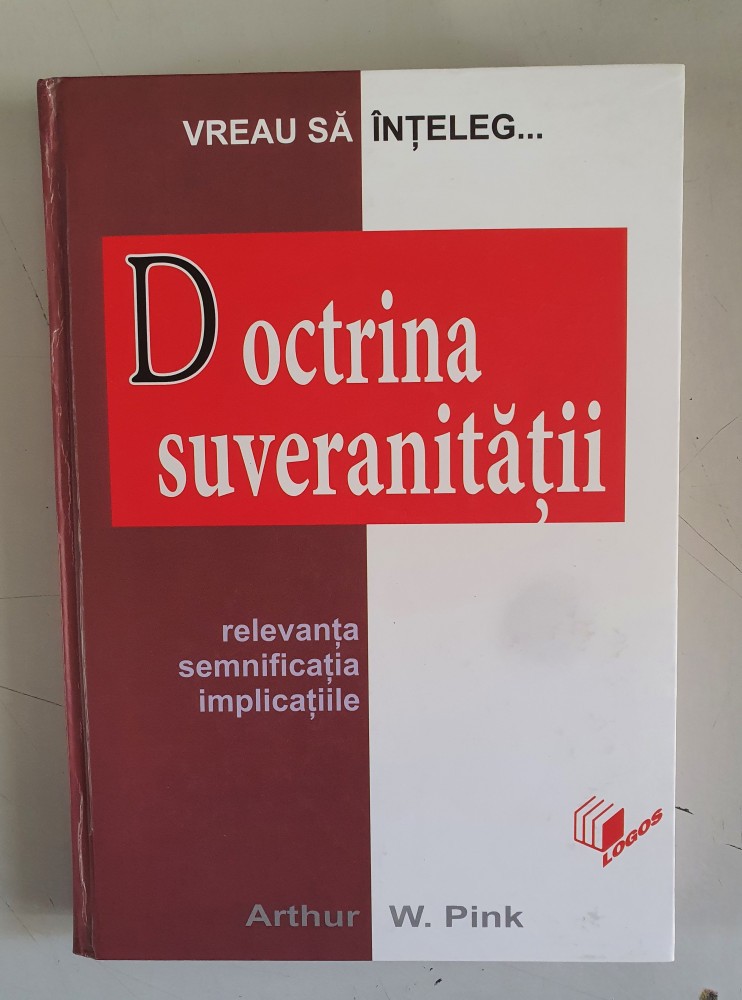 VREAU SĂ ÎNȚELEG...
Doctrina
suveranității
relevanța
semnificația
implicațiile
LOGOS
Arthur W. Pink